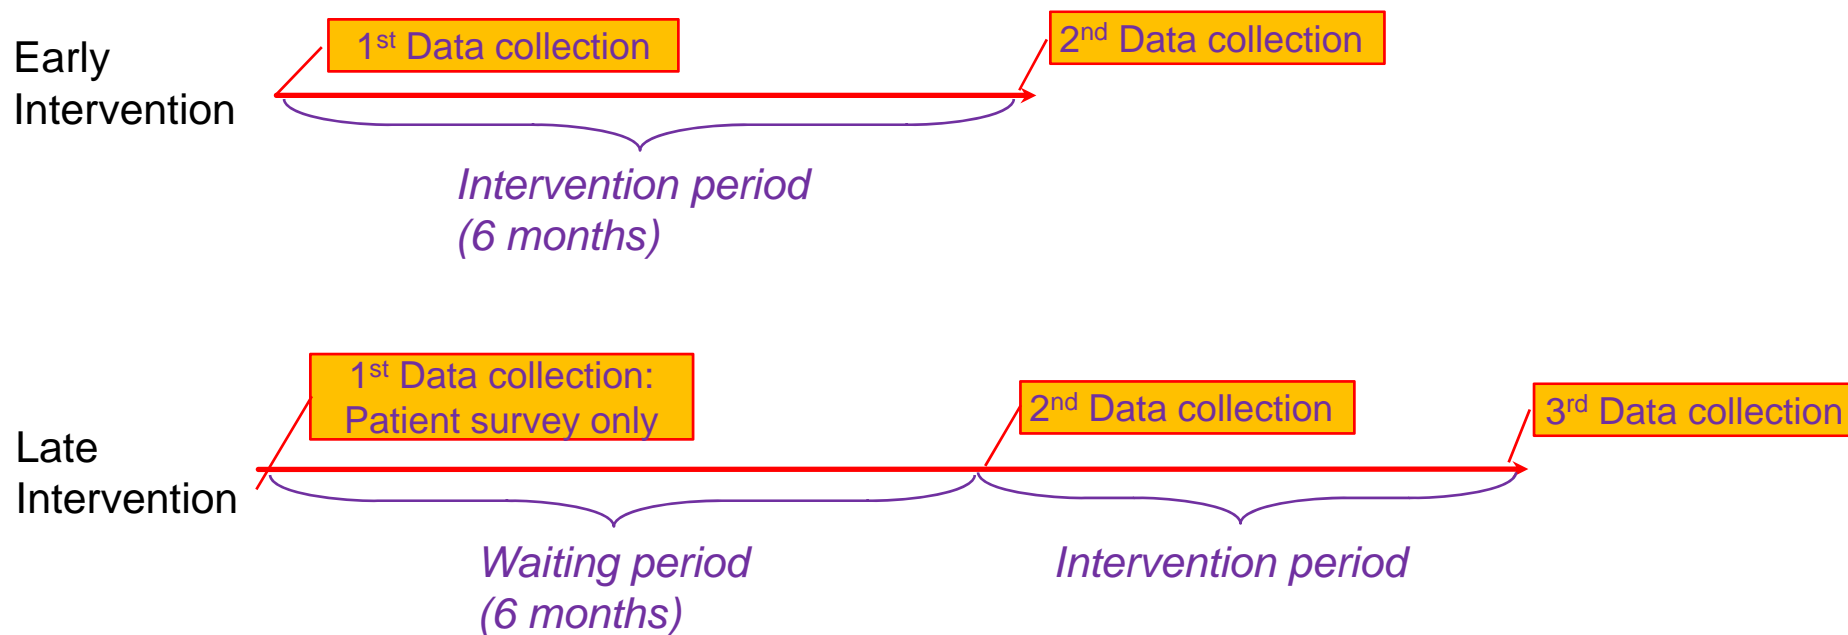 Early
Intervention
1st Data collection
2nd Data collection
Intervention period
(6 months)
Late
Intervention
1st Data collection:
Patient survey only
2nd Data collection
3rd Data collection
Waiting period
(6 months)
Intervention period